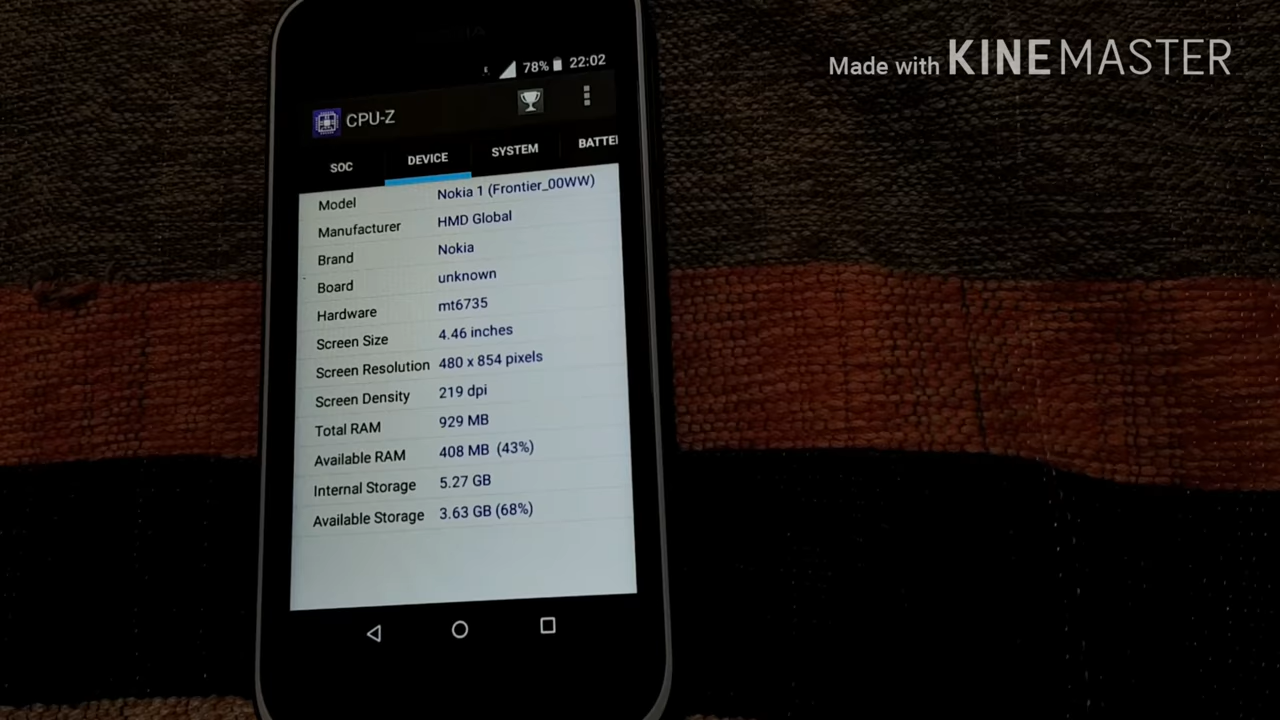 Made with KINEMASTER
78% 22:02
CPU-Z
SOC DEVICE SYSTEM BATTE
Model Nokia 1 (Frontier_00WW)
Manufacturer HMD Global
Brand Nokia
Board unknown
Hardware mt6735
Screen Size 4.46 inches
Screen Resolution 480 x 854 pixels
Screen Density 219 dpi
Total RAM 929 MB
Available RAM 408 MB (43%)
Internal Storage 5.27 GB
Available Storage 3.63 GB (68%)